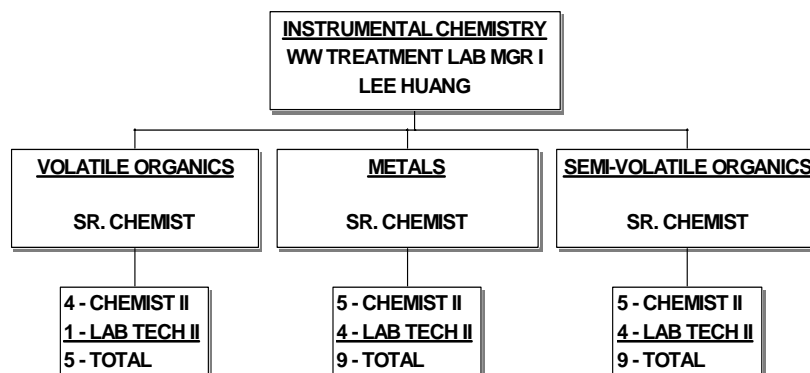 INSTRUMENTAL CHEMISTRY
WW TREATMENT LAB MGR I
LEE HUANG
VOLATILE ORGANICS
SR. CHEMIST
METALS
SR. CHEMIST
SEMI-VOLATILE ORGANICS
SR. CHEMIST
4 - CHEMIST II
1 - LAB TECH II
5 - TOTAL
5 - CHEMIST II
4 - LAB TECH II
9 - TOTAL
5 - CHEMIST II
4 - LAB TECH II
9 - TOTAL